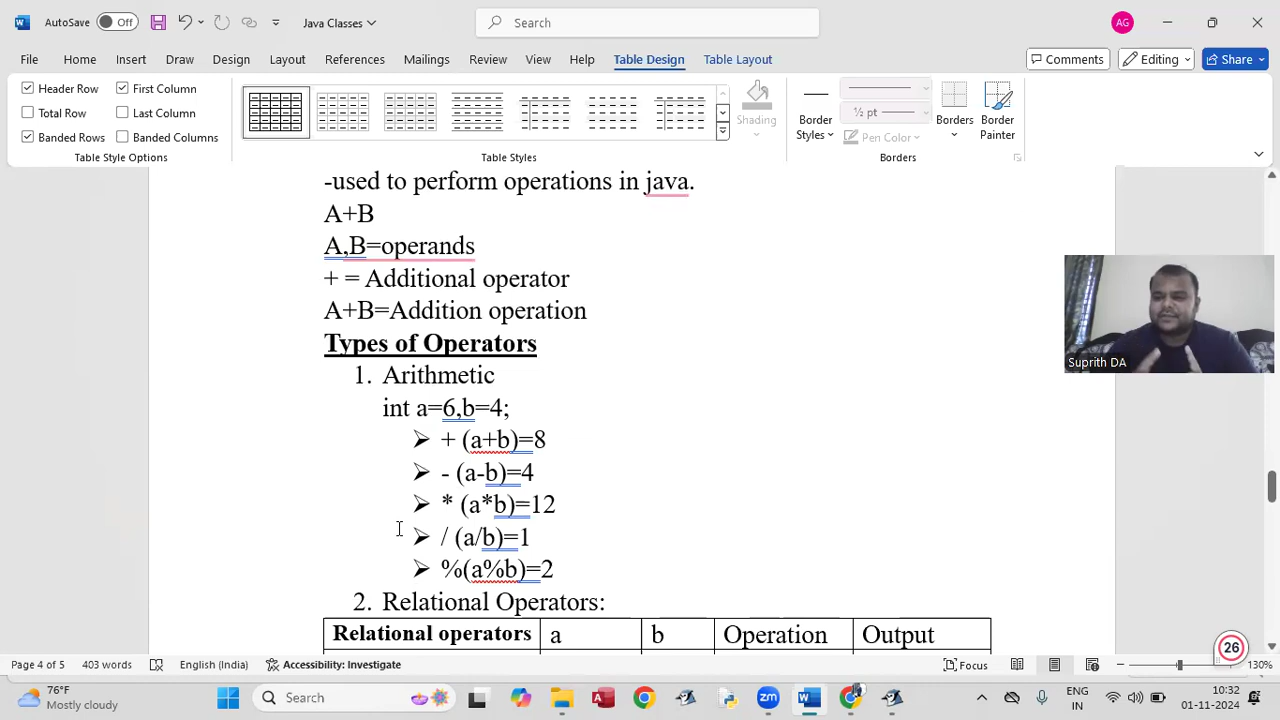 AutoSave Off Java Classes Search AG
File Home Insert Draw Design Layout References Mailings Review View Help Table Design Table Layout Comments Editing Share
Header Row First Column
Total Row Last Column
Banded Rows Banded Columns
Table Style Options
Table Styles
Shading
Border Styles
½ pt
Pen Color
Borders
Border Painter
Borders
-used to perform operations in java.
A+B
A,B=operands
+ = Additional operator
A+B=Addition operation
Types of Operators
1. Arithmetic
int a=6,b=4;
➢ + (a+b)=8
➢ - (a-b)=4
➢ * (a*b)=12
➢ / (a/b)=1
➢ %(a%b)=2
2. Relational Operators:
Relational operators a b Operation Output
Suprith DA
26
Page 4 of 5 403 words English (India) Accessibility: Investigate Focus 130%
76°F
Mostly cloudy
Search
ENG
IN
10:32
01-11-2024